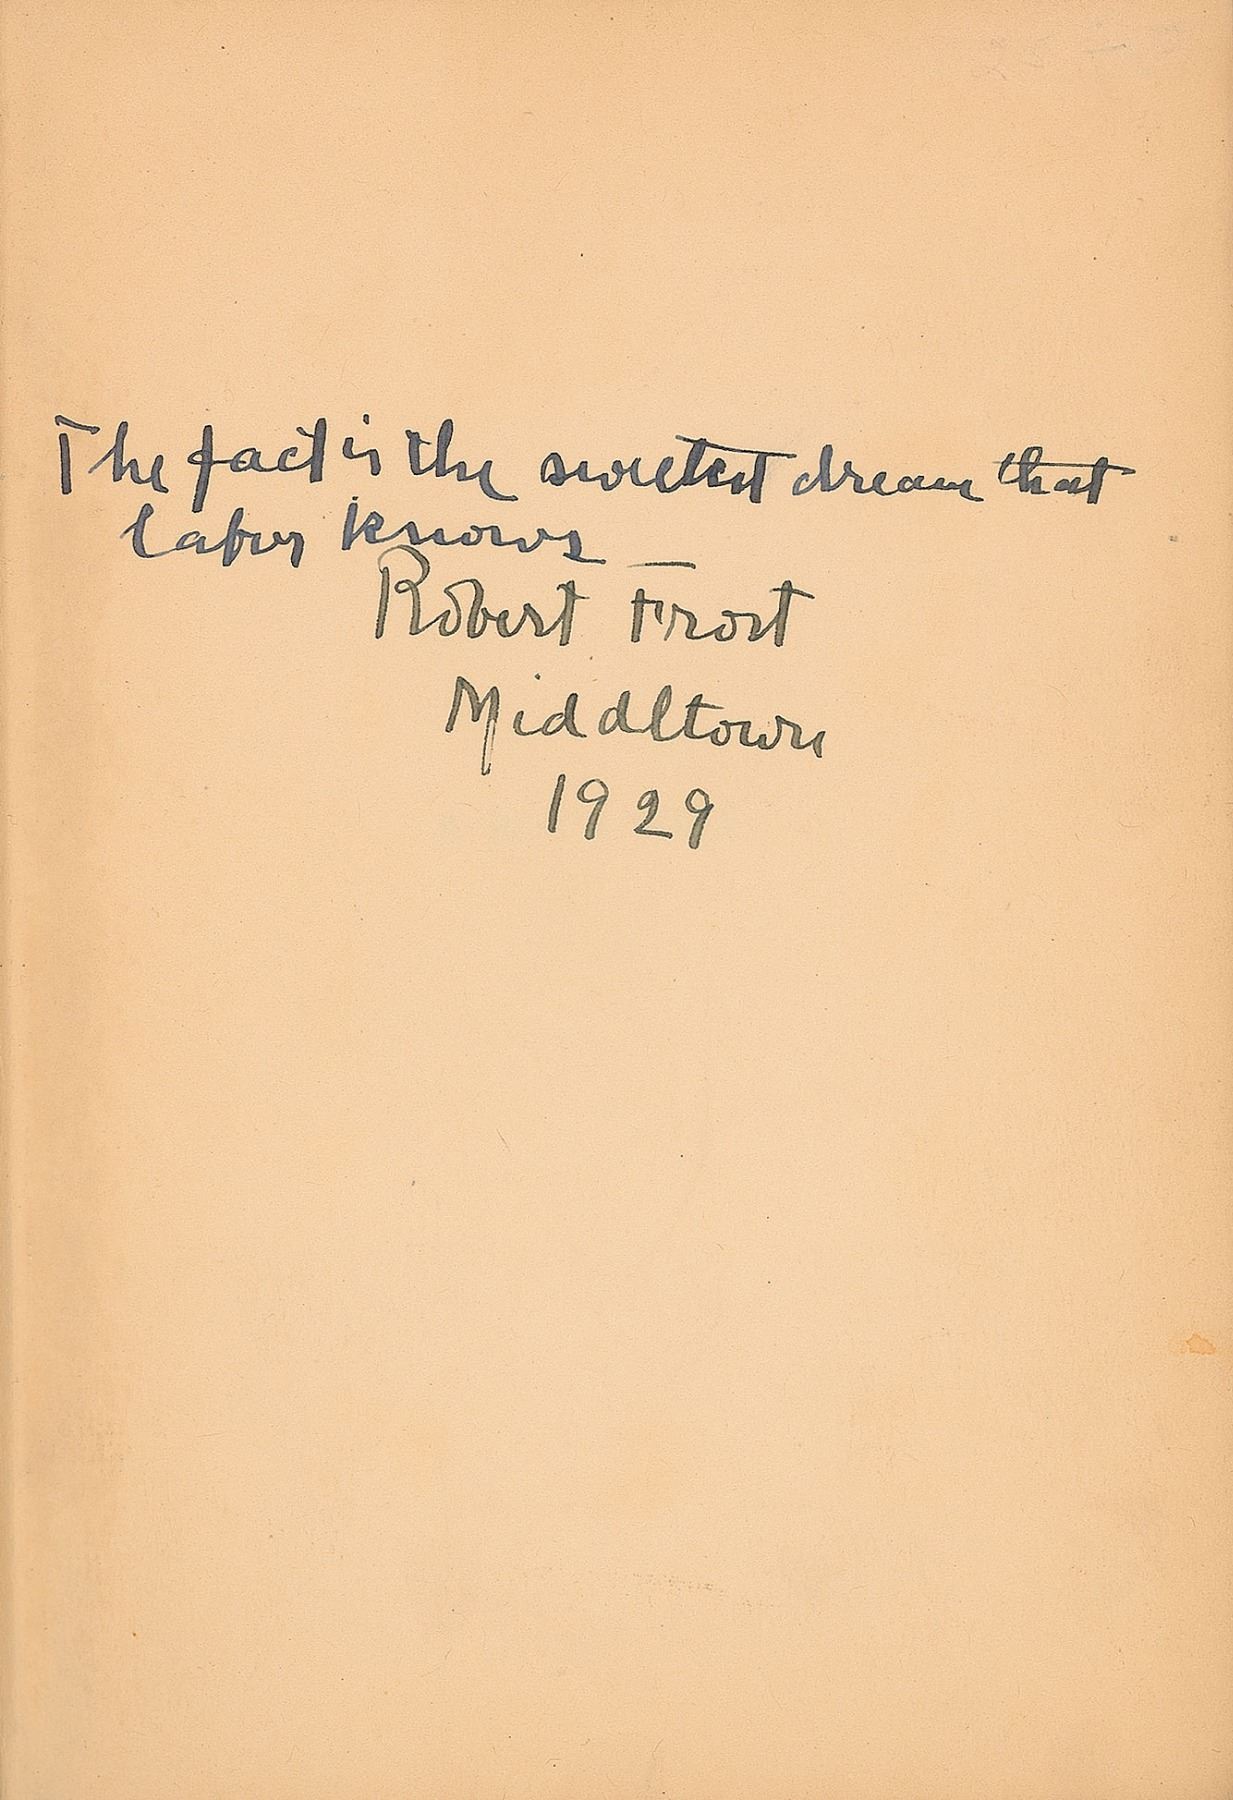 The fact is the sweetest dream that
labor knows
Robert Frost
Middltown
1929